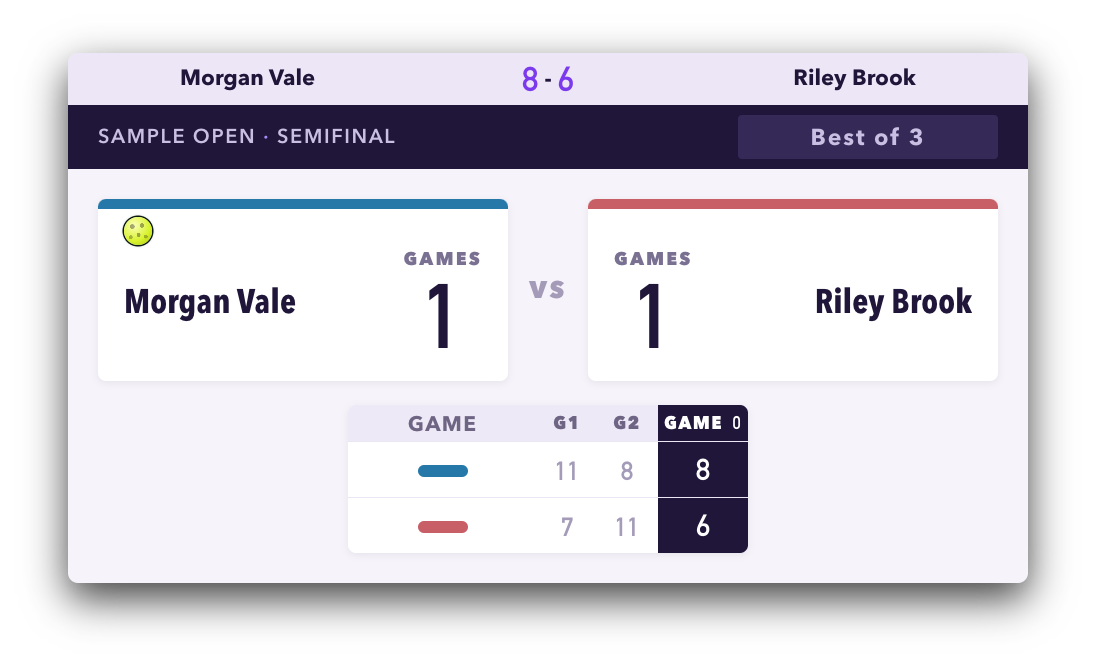 Morgan Vale 8 - 6 Riley Brook
SAMPLE OPEN · SEMIFINAL Best of 3
GAMES
Morgan Vale 1
VS
GAMES
1 Riley Brook
GAME G1 G2 GAME 0
11 8 8
7 11 6